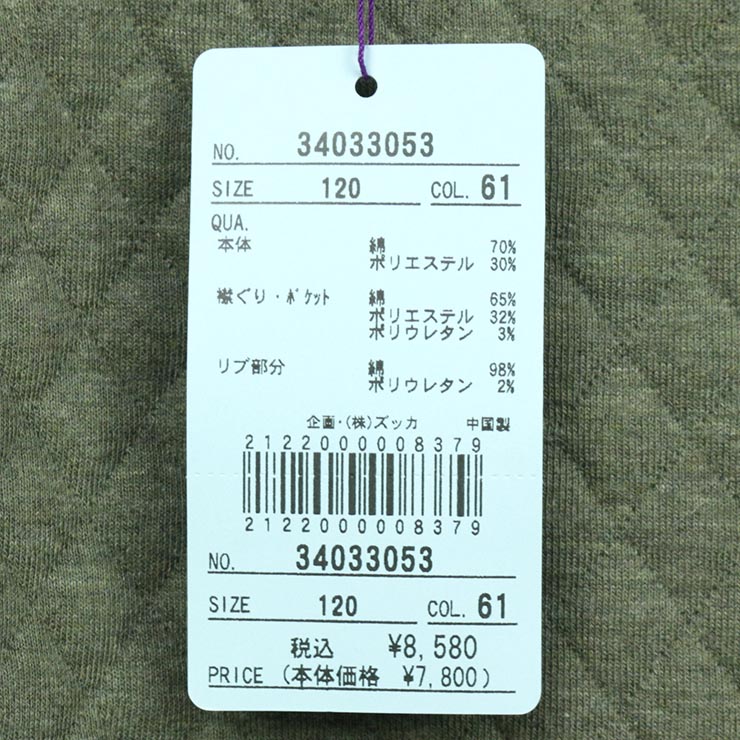 NO. 34033053
SIZE 120 COL. 61
QUA.
本体 綿 70%
ポリエステル 30%
襟ぐり・ﾎﾟｹｯﾄ 綿 65%
ポリエステル 32%
ポリウレタン 3%
リブ部分 綿 98%
ポリウレタン 2%
企画・(株)ズッカ 中国製
2122000008379
2122000008379
NO. 34033053
SIZE 120 COL. 61
税込 ¥8,580
PRICE (本体価格 ¥7,800)